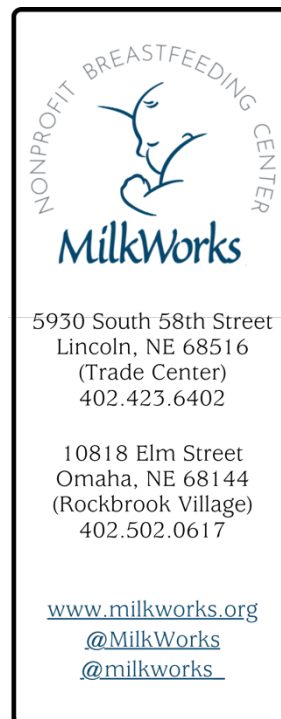 NONPROFIT BREASTFEEDING CENTER
MilkWorks
5930 South 58th Street
Lincoln, NE 68516
(Trade Center)
402.423.6402
10818 Elm Street
Omaha, NE 68144
(Rockbrook Village)
402.502.0617
www.milkworks.org
@MilkWorks
@milkworks_